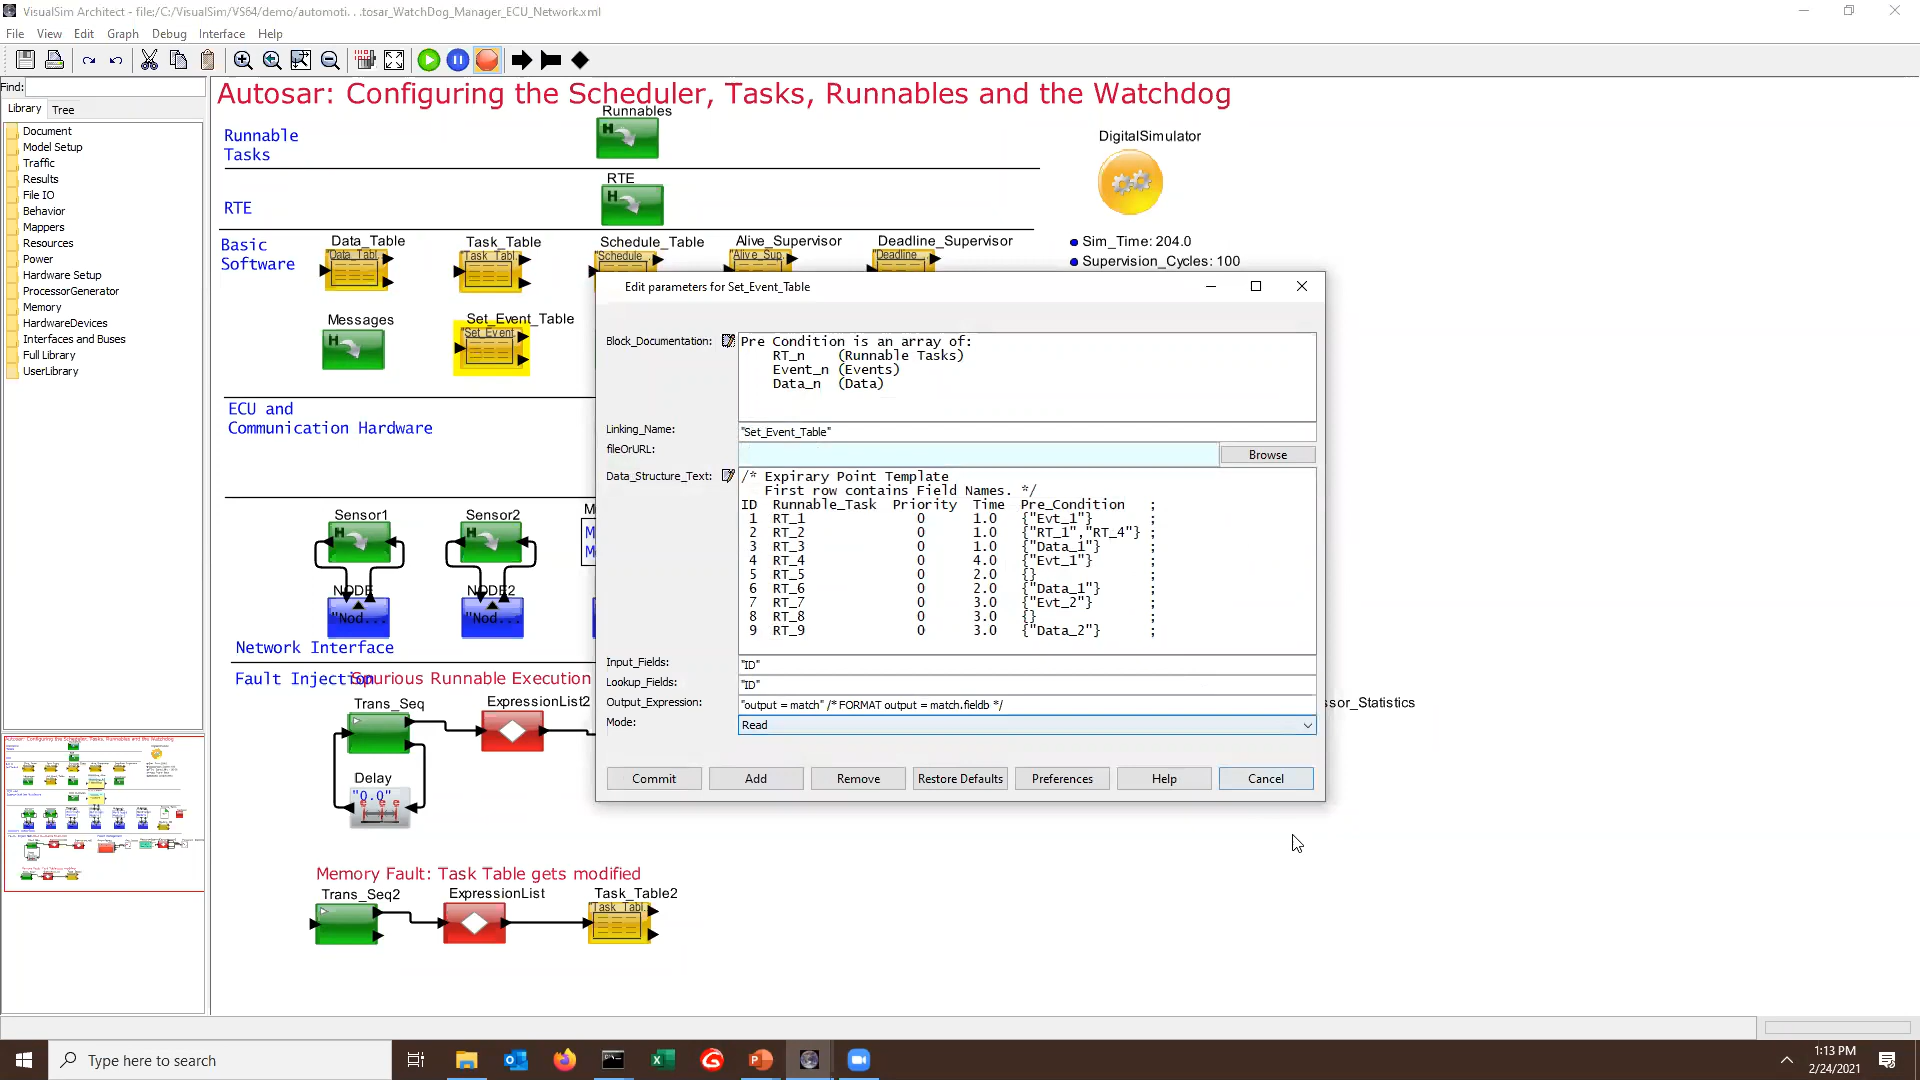 VisualSim Architect - file:/C:/VisualSim/VS64/demo/automoti. . .tosar_WatchDog_Manager_ECU_Network.xml
File View Edit Graph Debug Interface Help
Find:
Library Tree
Document
Model Setup
Traffic
Results
File IO
Behavior
Mappers
Resources
Power
Hardware Setup
ProcessorGenerator
Memory
HardwareDevices
Interfaces and Buses
Full Library
UserLibrary
Autosar: Configuring the Scheduler, Tasks, Runnables and the Watchdog
Runnable
Tasks
Runnables
DigitalSimulator
RTE
RTE
Basic
Software
Data_Table
Task_Table
Schedule_Table
Alive_Supervisor
Deadline_Supervisor
Sim_Time: 204.0
Supervision_Cycles: 100
Messages
Set_Event_Table
ECU and
Communication Hardware
Sensor1
Sensor2
NODE
NODE2
"Nod...
"Nod...
Network Interface
Fault Injection
Spurious Runnable Execution
Trans_Seq
ExpressionList2
Delay
"0.0"
Memory Fault: Task Table gets modified
Trans_Seq2
ExpressionList
Task_Table2
sor_Statistics
Edit parameters for Set_Event_Table
Block_Documentation:
Pre Condition is an array of:
RT_n (Runnable Tasks)
Event_n (Events)
Data_n (Data)
Linking_Name: "Set_Event_Table"
fileOrURL: Browse
Data_Structure_Text:
/* Expirary Point Template
First row contains Field Names. */
ID Runnable_Task Priority Time Pre_Condition ;
1 RT_1 0 1.0 {"Evt_1"} ;
2 RT_2 0 1.0 {"RT_1","RT_4"} ;
3 RT_3 0 1.0 {"Data_1"} ;
4 RT_4 0 4.0 {"Evt_1"} ;
5 RT_5 0 2.0 {} ;
6 RT_6 0 2.0 {"Data_1"} ;
7 RT_7 0 3.0 {"Evt_2"} ;
8 RT_8 0 3.0 {} ;
9 RT_9 0 3.0 {"Data_2"} ;
Input_Fields: "ID"
Lookup_Fields: "ID"
Output_Expression: "output = match" /* FORMAT output = match.fieldb */
Mode: Read
Commit Add Remove Restore Defaults Preferences Help Cancel
Type here to search
1:13 PM
2/24/2021